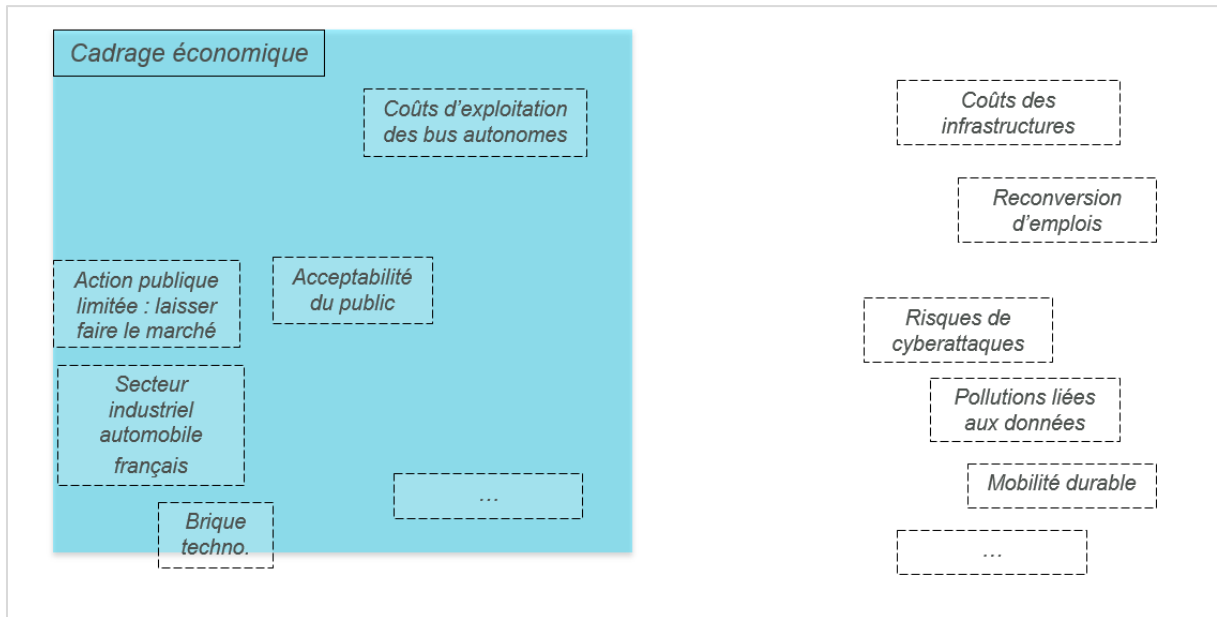 Cadrage économique
Coûts d’exploitation
des bus autonomes
Action publique
limitée : laisser
faire le marché
Acceptabilité
du public
Secteur
industriel
automobile
français
…
Brique
techno.
Coûts des
infrastructures
Reconversion
d’emplois
Risques de
cyberattaques
Pollutions liées
aux données
Mobilité durable
…